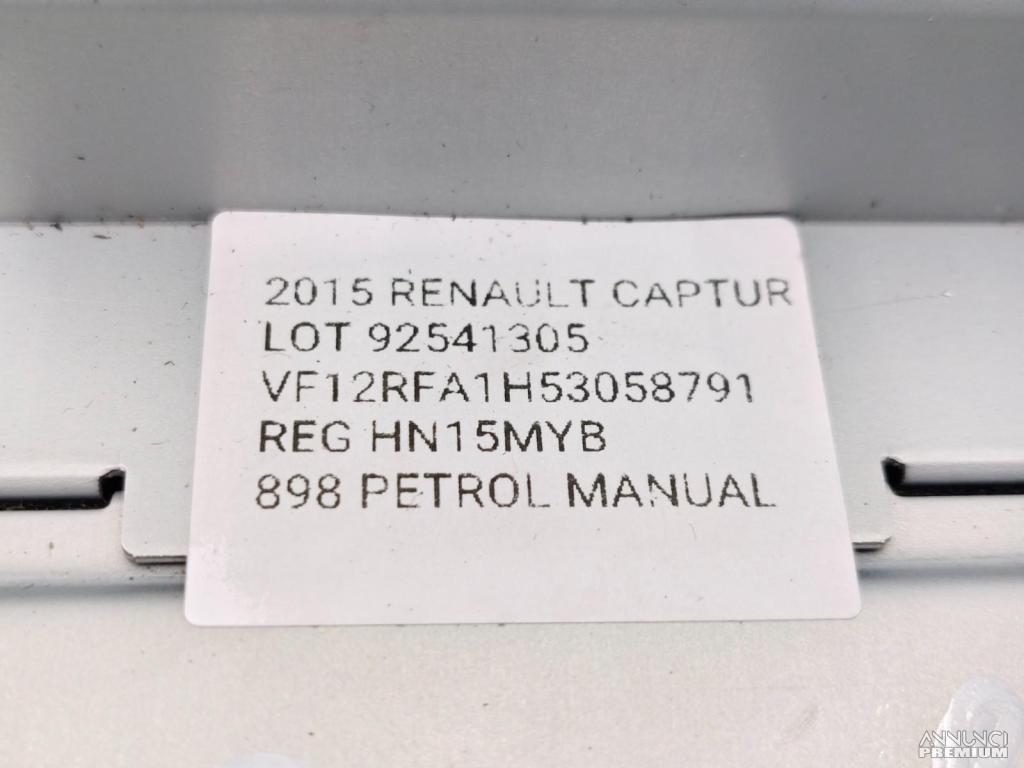 2015 RENAULT CAPTUR
LOT 92541305
VF12RFA1H53058791
REG HN15MYB
898 PETROL MANUAL
ANNUNCI
PREMIUM